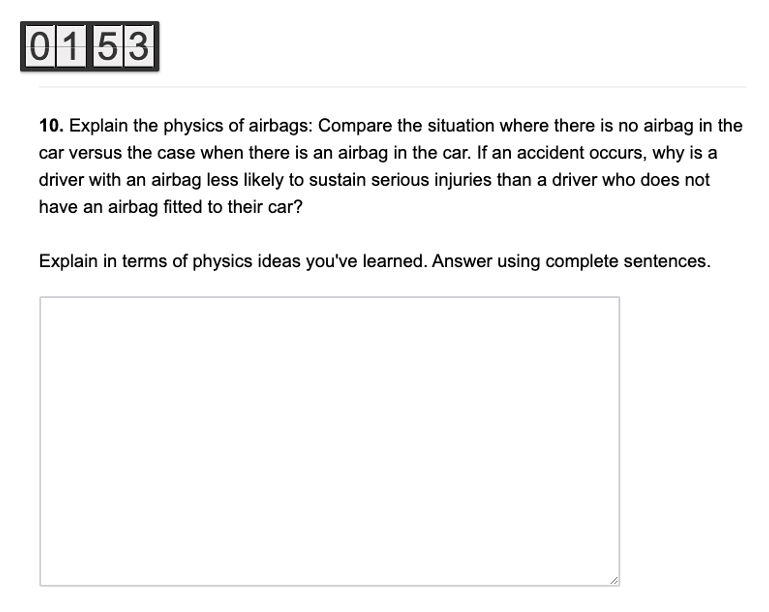 0153
10. Explain the physics of airbags: Compare the situation where there is no airbag in the
car versus the case when there is an airbag in the car. If an accident occurs, why is a
driver with an airbag less likely to sustain serious injuries than a driver who does not
have an airbag fitted to their car?
Explain in terms of physics ideas you've learned. Answer using complete sentences.